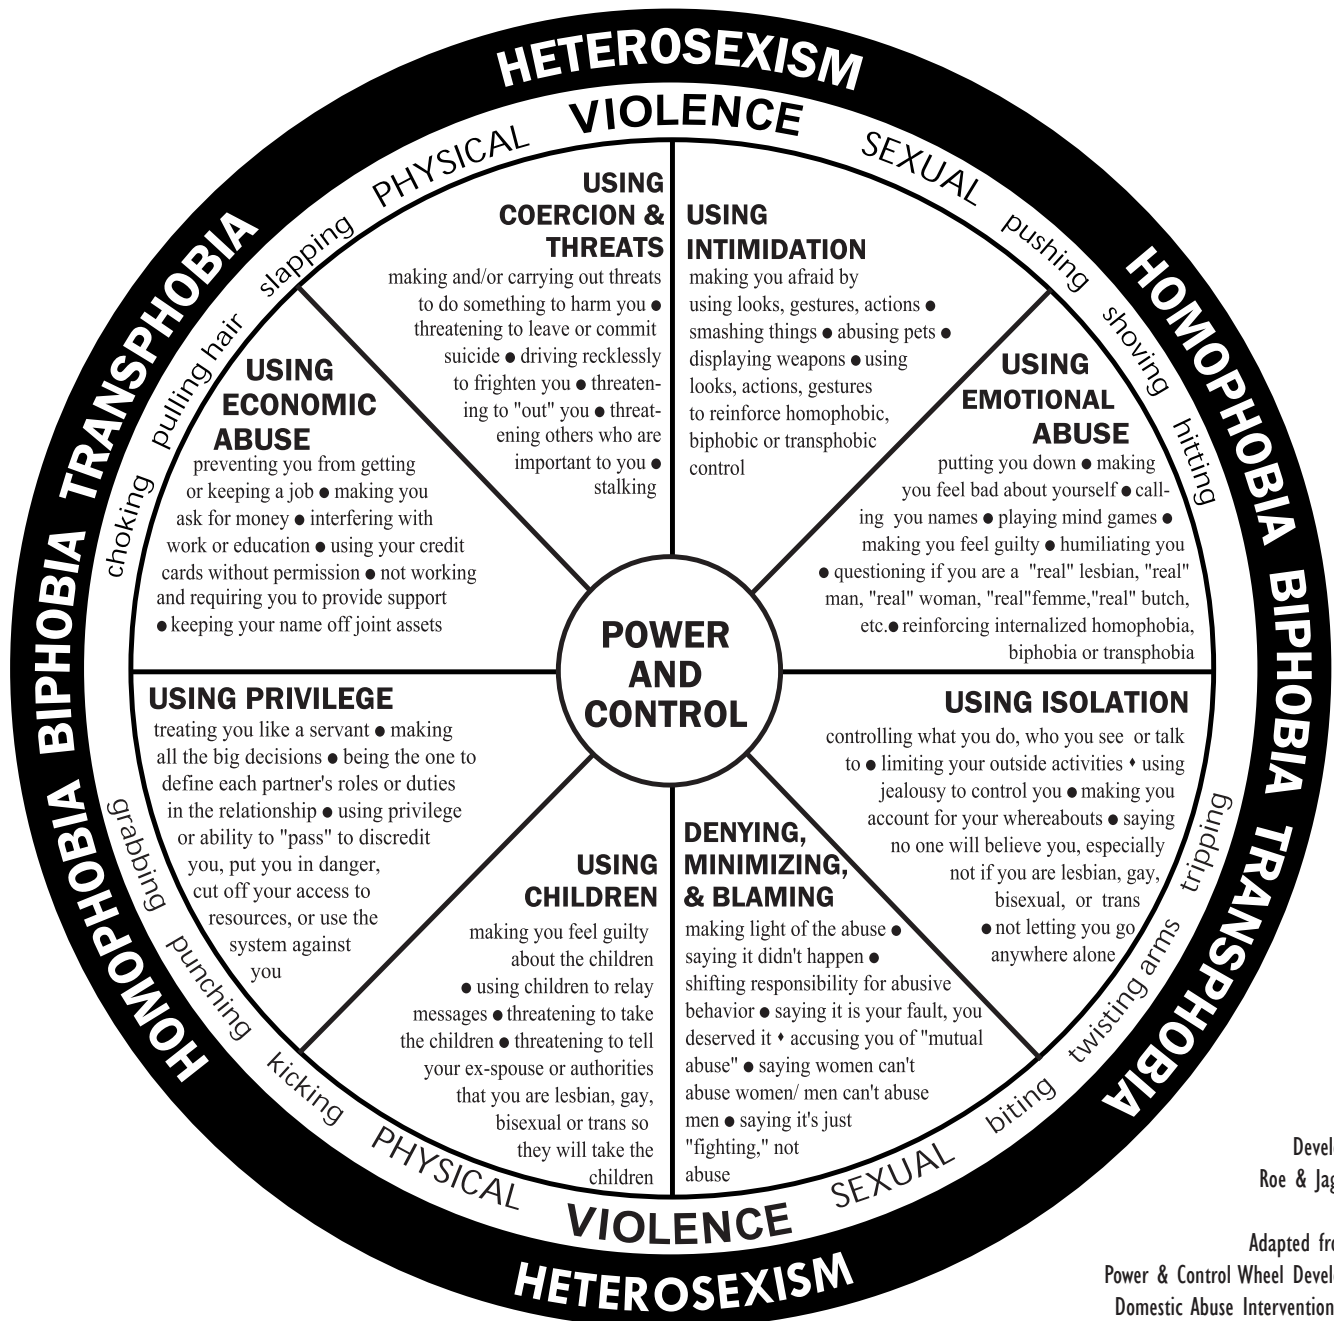 HETEROSEXISM
VIOLENCE
PHYSICAL
SEXUAL
slapping
pulling hair
choking
pushing
shoving
hitting
TRANSPHOBIA
BIPHOBIA
HOMOPHOBIA
HOMOPHOBIA
BIPHOBIA
TRANSPHOBIA
USING
COERCION &
THREATS
making and/or carrying out threats
to do something to harm you ●
threatening to leave or commit
suicide ● driving recklessly
to frighten you ● threaten-
ing to "out" you ● threat-
ening others who are
important to you ●
stalking
USING
INTIMIDATION
making you afraid by
using looks, gestures, actions ●
smashing things ● abusing pets ●
displaying weapons ● using
looks, actions, gestures
to reinforce homophobic,
biphobic or transphobic
control
USING
ECONOMIC
ABUSE
preventing you from getting
or keeping a job ● making you
ask for money ● interfering with
work or education ● using your credit
cards without permission ● not working
and requiring you to provide support
● keeping your name off joint assets
USING
EMOTIONAL
ABUSE
putting you down ● making
you feel bad about yourself ● call-
ing you names ● playing mind games ●
making you feel guilty ● humiliating you
● questioning if you are a "real" lesbian, "real"
man, "real" woman, "real"femme,"real" butch,
etc.● reinforcing internalized homophobia,
biphobia or transphobia
POWER
AND
CONTROL
USING PRIVILEGE
treating you like a servant ● making
all the big decisions ● being the one to
define each partner's roles or duties
in the relationship ● using privilege
or ability to "pass" to discredit
you, put you in danger,
cut off your access to
resources, or use the
system against
you
USING ISOLATION
controlling what you do, who you see or talk
to ● limiting your outside activities ♦ using
jealousy to control you ● making you
account for your whereabouts ● saying
no one will believe you, especially
not if you are lesbian, gay,
bisexual, or trans
● not letting you go
anywhere alone
USING
CHILDREN
making you feel guilty
about the children
● using children to relay
messages ● threatening to take
the children ● threatening to tell
your ex-spouse or authorities
that you are lesbian, gay,
bisexual or trans so
they will take the
children
DENYING,
MINIMIZING,
& BLAMING
making light of the abuse ●
saying it didn't happen ●
shifting responsibility for abusive
behavior ● saying it is your fault, you
deserved it ♦ accusing you of "mutual
abuse" ● saying women can't
abuse women/ men can't abuse
men ● saying it's just
"fighting," not
abuse
grabbing
punching
kicking
tripping
twisting arms
biting
PHYSICAL
VIOLENCE
SEXUAL
HETEROSEXISM
Roe &
Adapted
Power & Control Wheel
Domestic Abuse Intervention